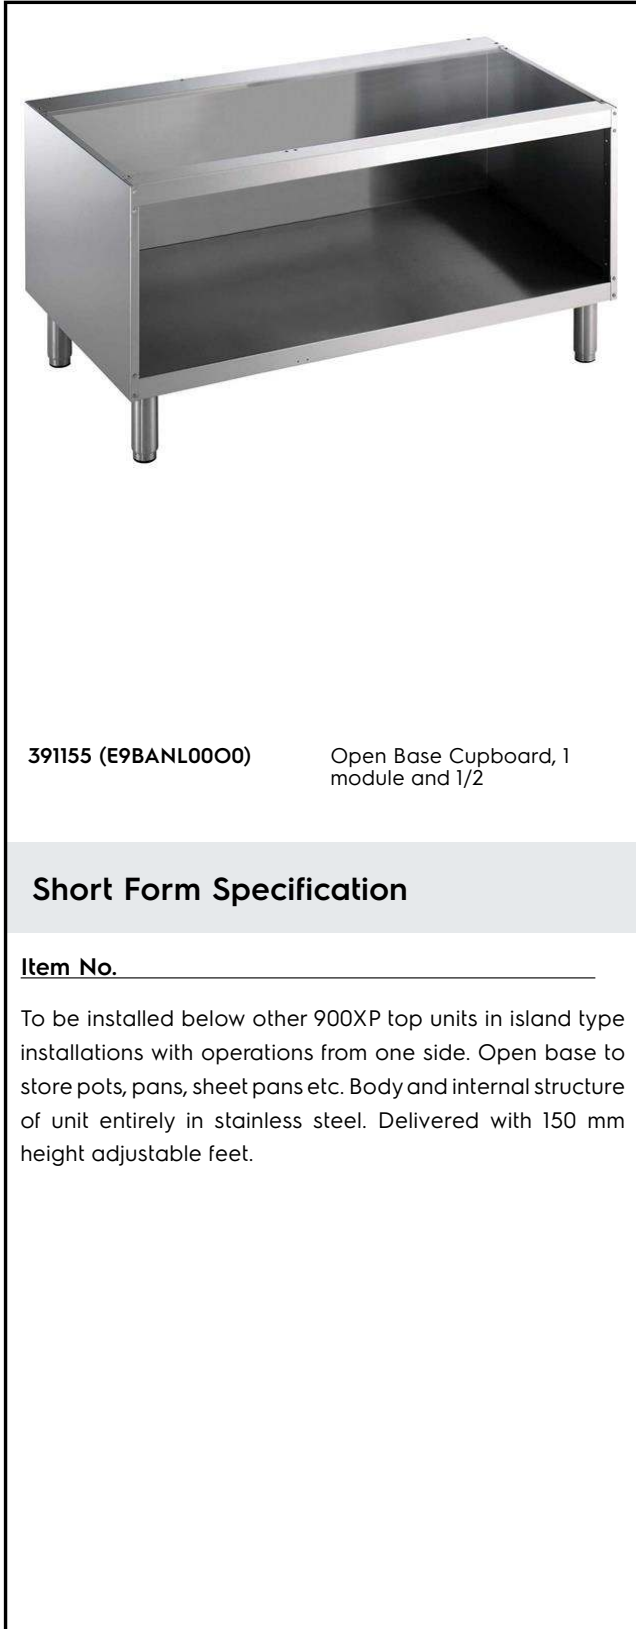 391155 (E9BANL00O0)
Open Base Cupboard, 1
module and 1/2
Short Form Specification
Item No.
To be installed below other 900XP top units in island type
installations with operations from one side. Open base to
store pots, pans, sheet pans etc. Body and internal structure
of unit entirely in stainless steel. Delivered with 150 mm
height adjustable feet.